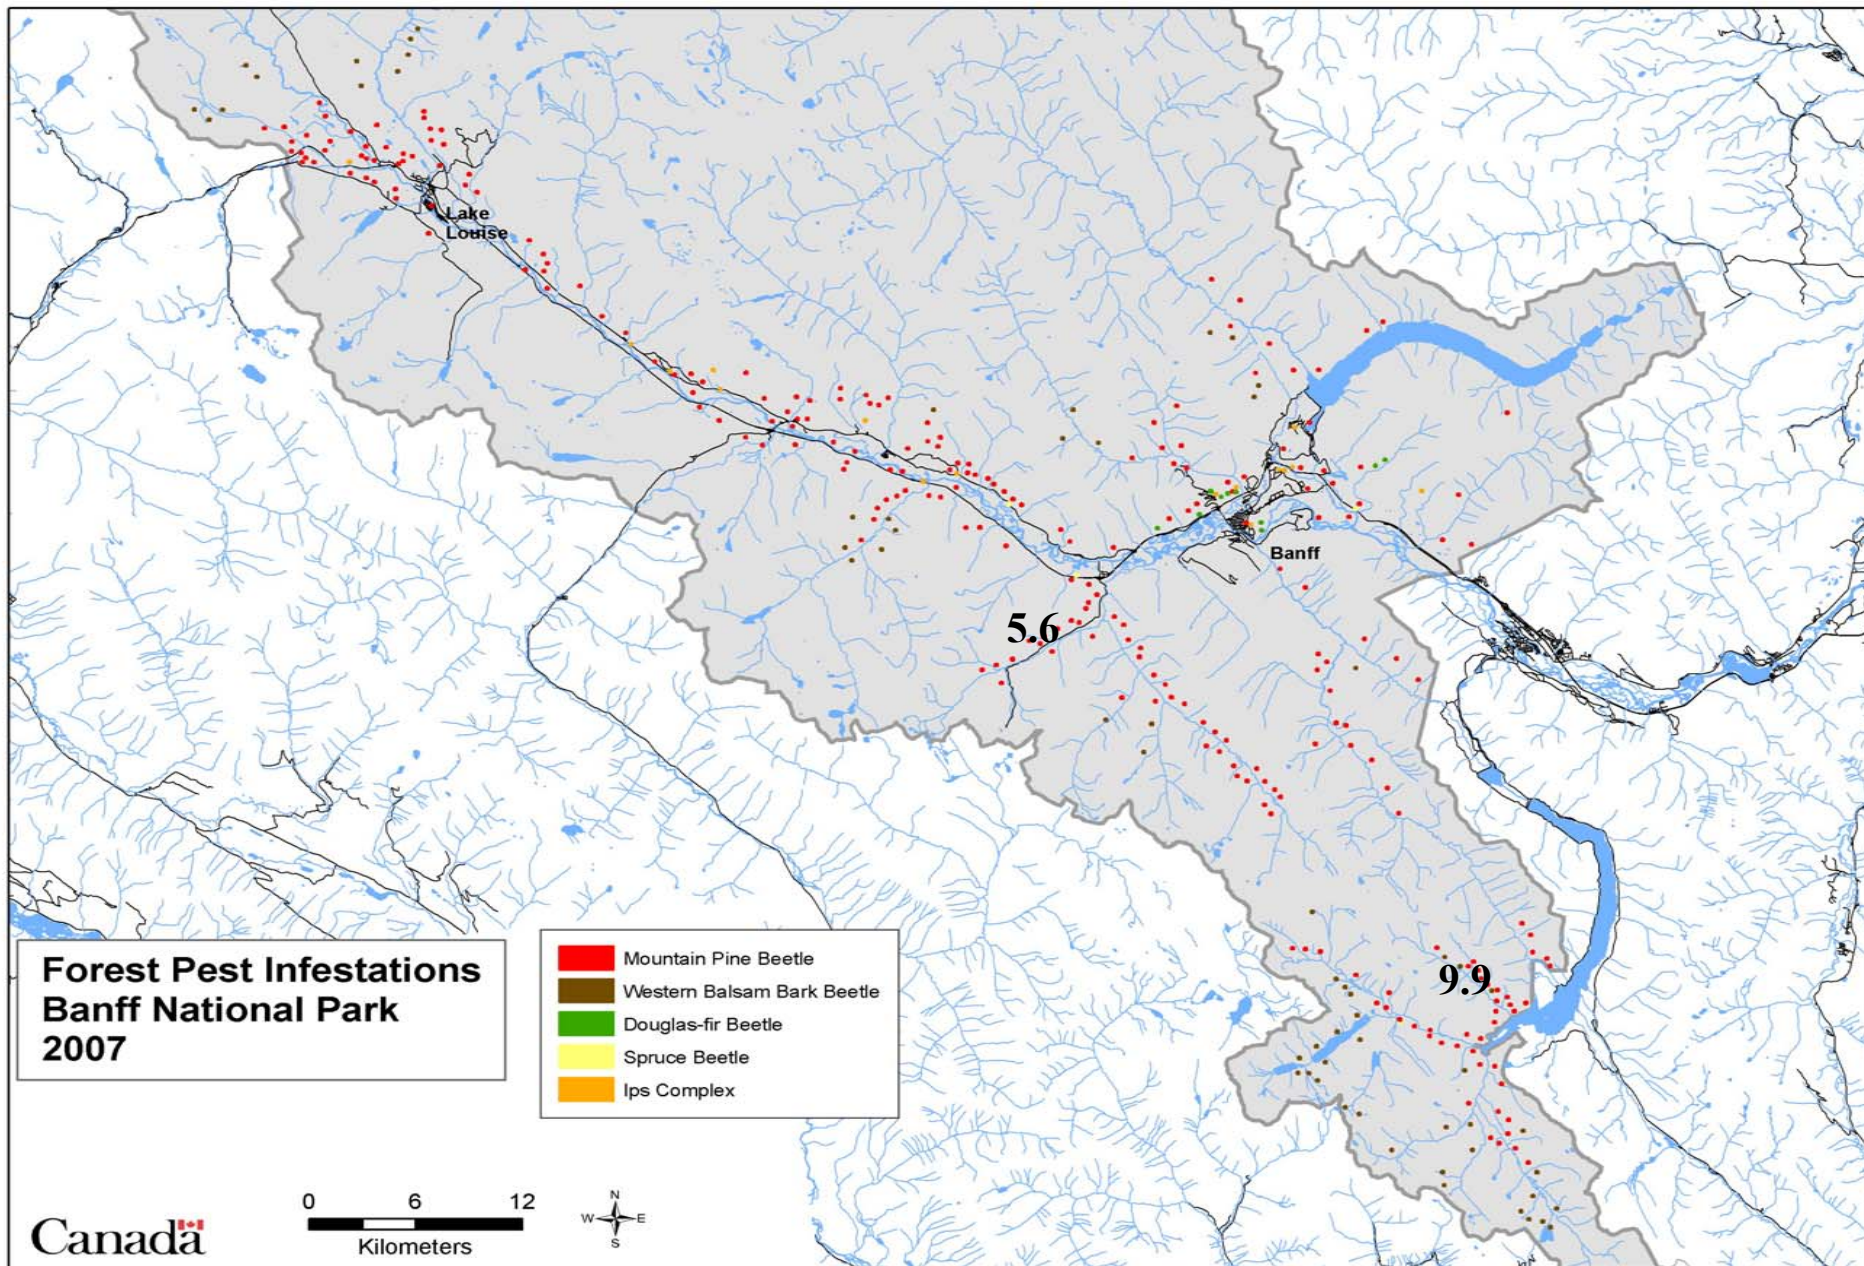 Lake
Louise
Banff
5.6
9.9
Forest Pest Infestations
Banff National Park
2007
Mountain Pine Beetle
Western Balsam Bark Beetle
Douglas-fir Beetle
Spruce Beetle
Ips Complex
Canada
0 6 12
Kilometers
N
W E
S